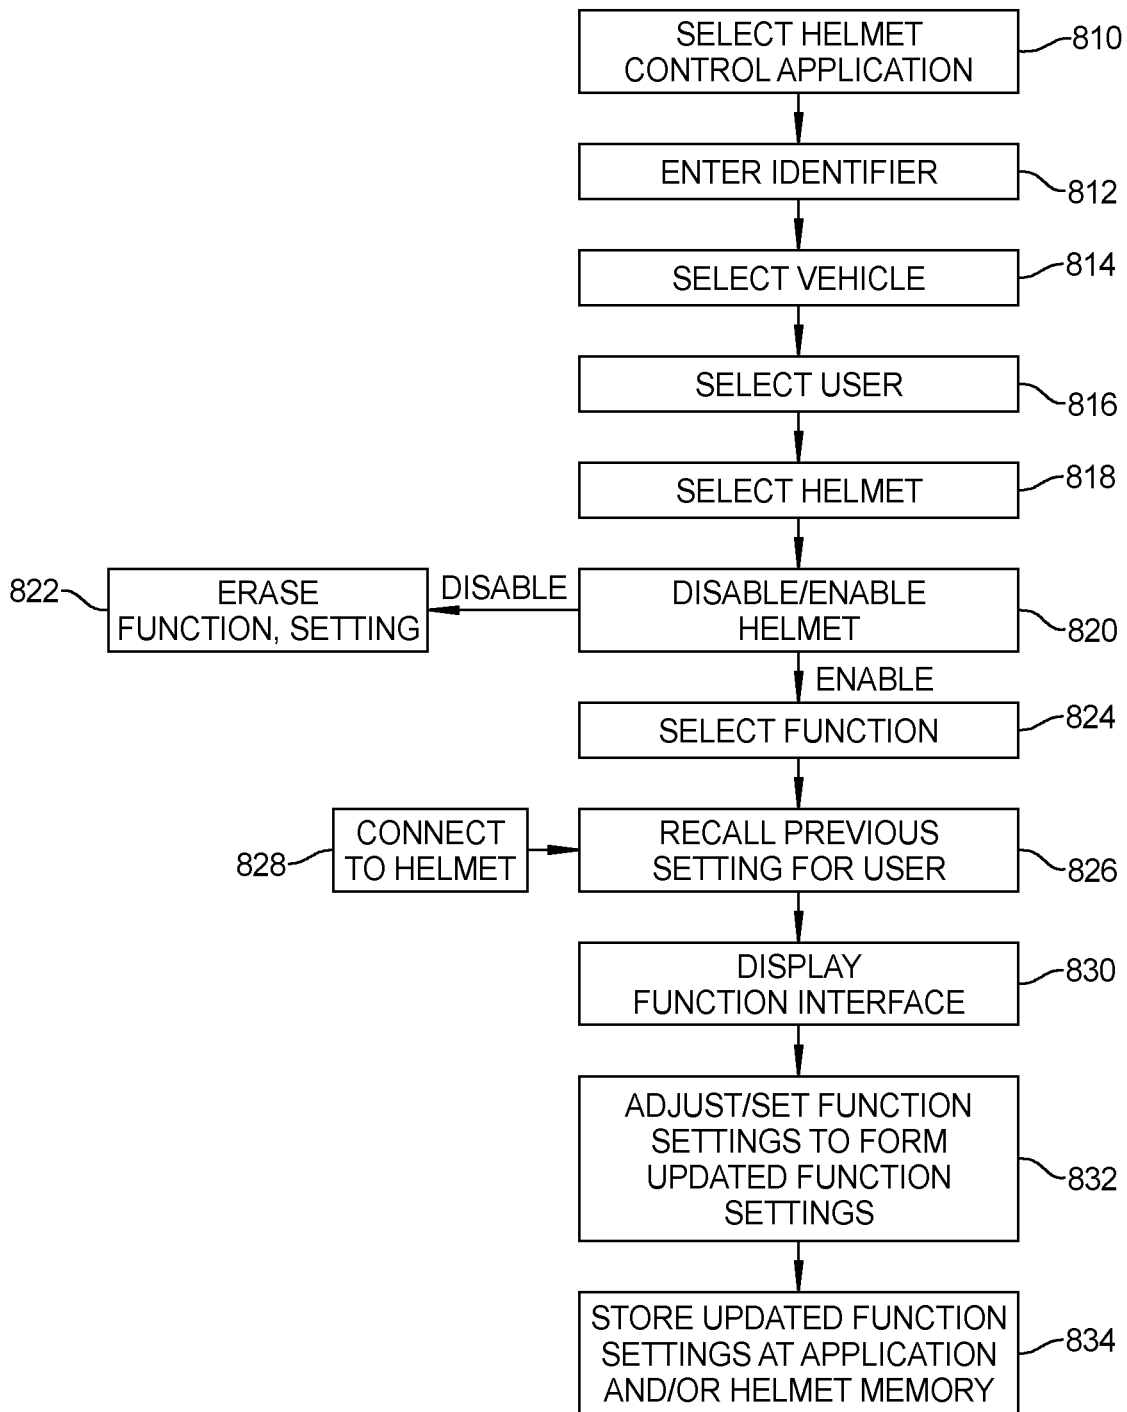 SELECT HELMET
CONTROL APPLICATION
810
ENTER IDENTIFIER
812
SELECT VEHICLE
814
SELECT USER
816
SELECT HELMET
818
822
ERASE
FUNCTION, SETTING
DISABLE
DISABLE/ENABLE
HELMET
820
ENABLE
SELECT FUNCTION
824
828
CONNECT
TO HELMET
RECALL PREVIOUS
SETTING FOR USER
826
DISPLAY
FUNCTION INTERFACE
830
ADJUST/SET FUNCTION
SETTINGS TO FORM
UPDATED FUNCTION
SETTINGS
832
STORE UPDATED FUNCTION
SETTINGS AT APPLICATION
AND/OR HELMET MEMORY
834